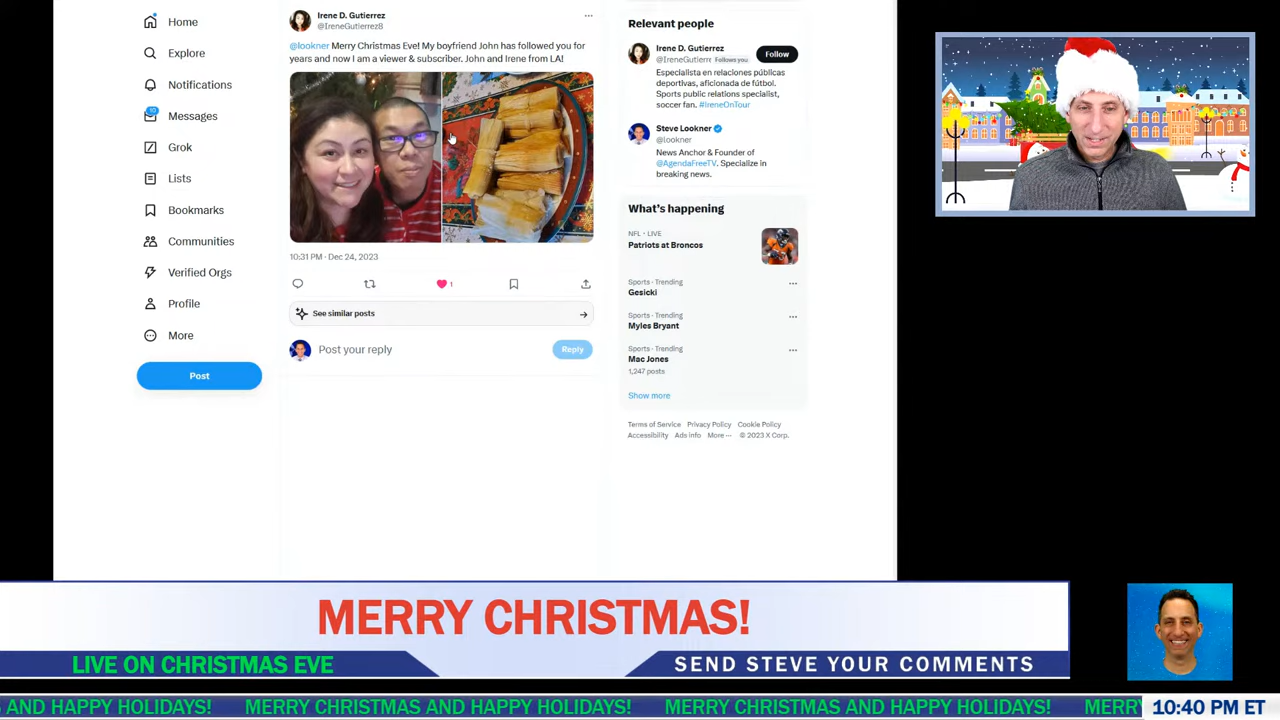 Home
Explore
Notifications
10
Messages
Grok
Lists
Bookmarks
Communities
Verified Orgs
Profile
More
Post
Irene D. Gutierrez
@IreneGutierrez8
@lookner Merry Christmas Eve! My boyfriend John has followed you for
years and now I am a viewer & subscriber. John and Irene from LA!
10:31 PM · Dec 24, 2023
1
See similar posts
Post your reply
Reply
Relevant people
Irene D. Gutierrez
@IreneGutierre Follows you
Follow
Especialista en relaciones públicas
deportivas, aficionada de fútbol.
Sports public relations specialist,
soccer fan. #IreneOnTour
Steve Lookner
@lookner
News Anchor & Founder of
@AgendaFreeTV. Specialize in
breaking news.
What's happening
NFL · LIVE
Patriots at Broncos
Sports · Trending
Gesicki
Sports · Trending
Myles Bryant
Sports · Trending
Mac Jones
1,247 posts
Show more
Terms of Service Privacy Policy Cookie Policy
Accessibility Ads info More ··· © 2023 X Corp.
MERRY CHRISTMAS!
LIVE ON CHRISTMAS EVE
SEND STEVE YOUR COMMENTS
S AND HAPPY HOLIDAYS! MERRY CHRISTMAS AND HAPPY HOLIDAYS! MERRY CHRISTMAS AND HAPPY HOLIDAYS! MERRY
10:40 PM ET